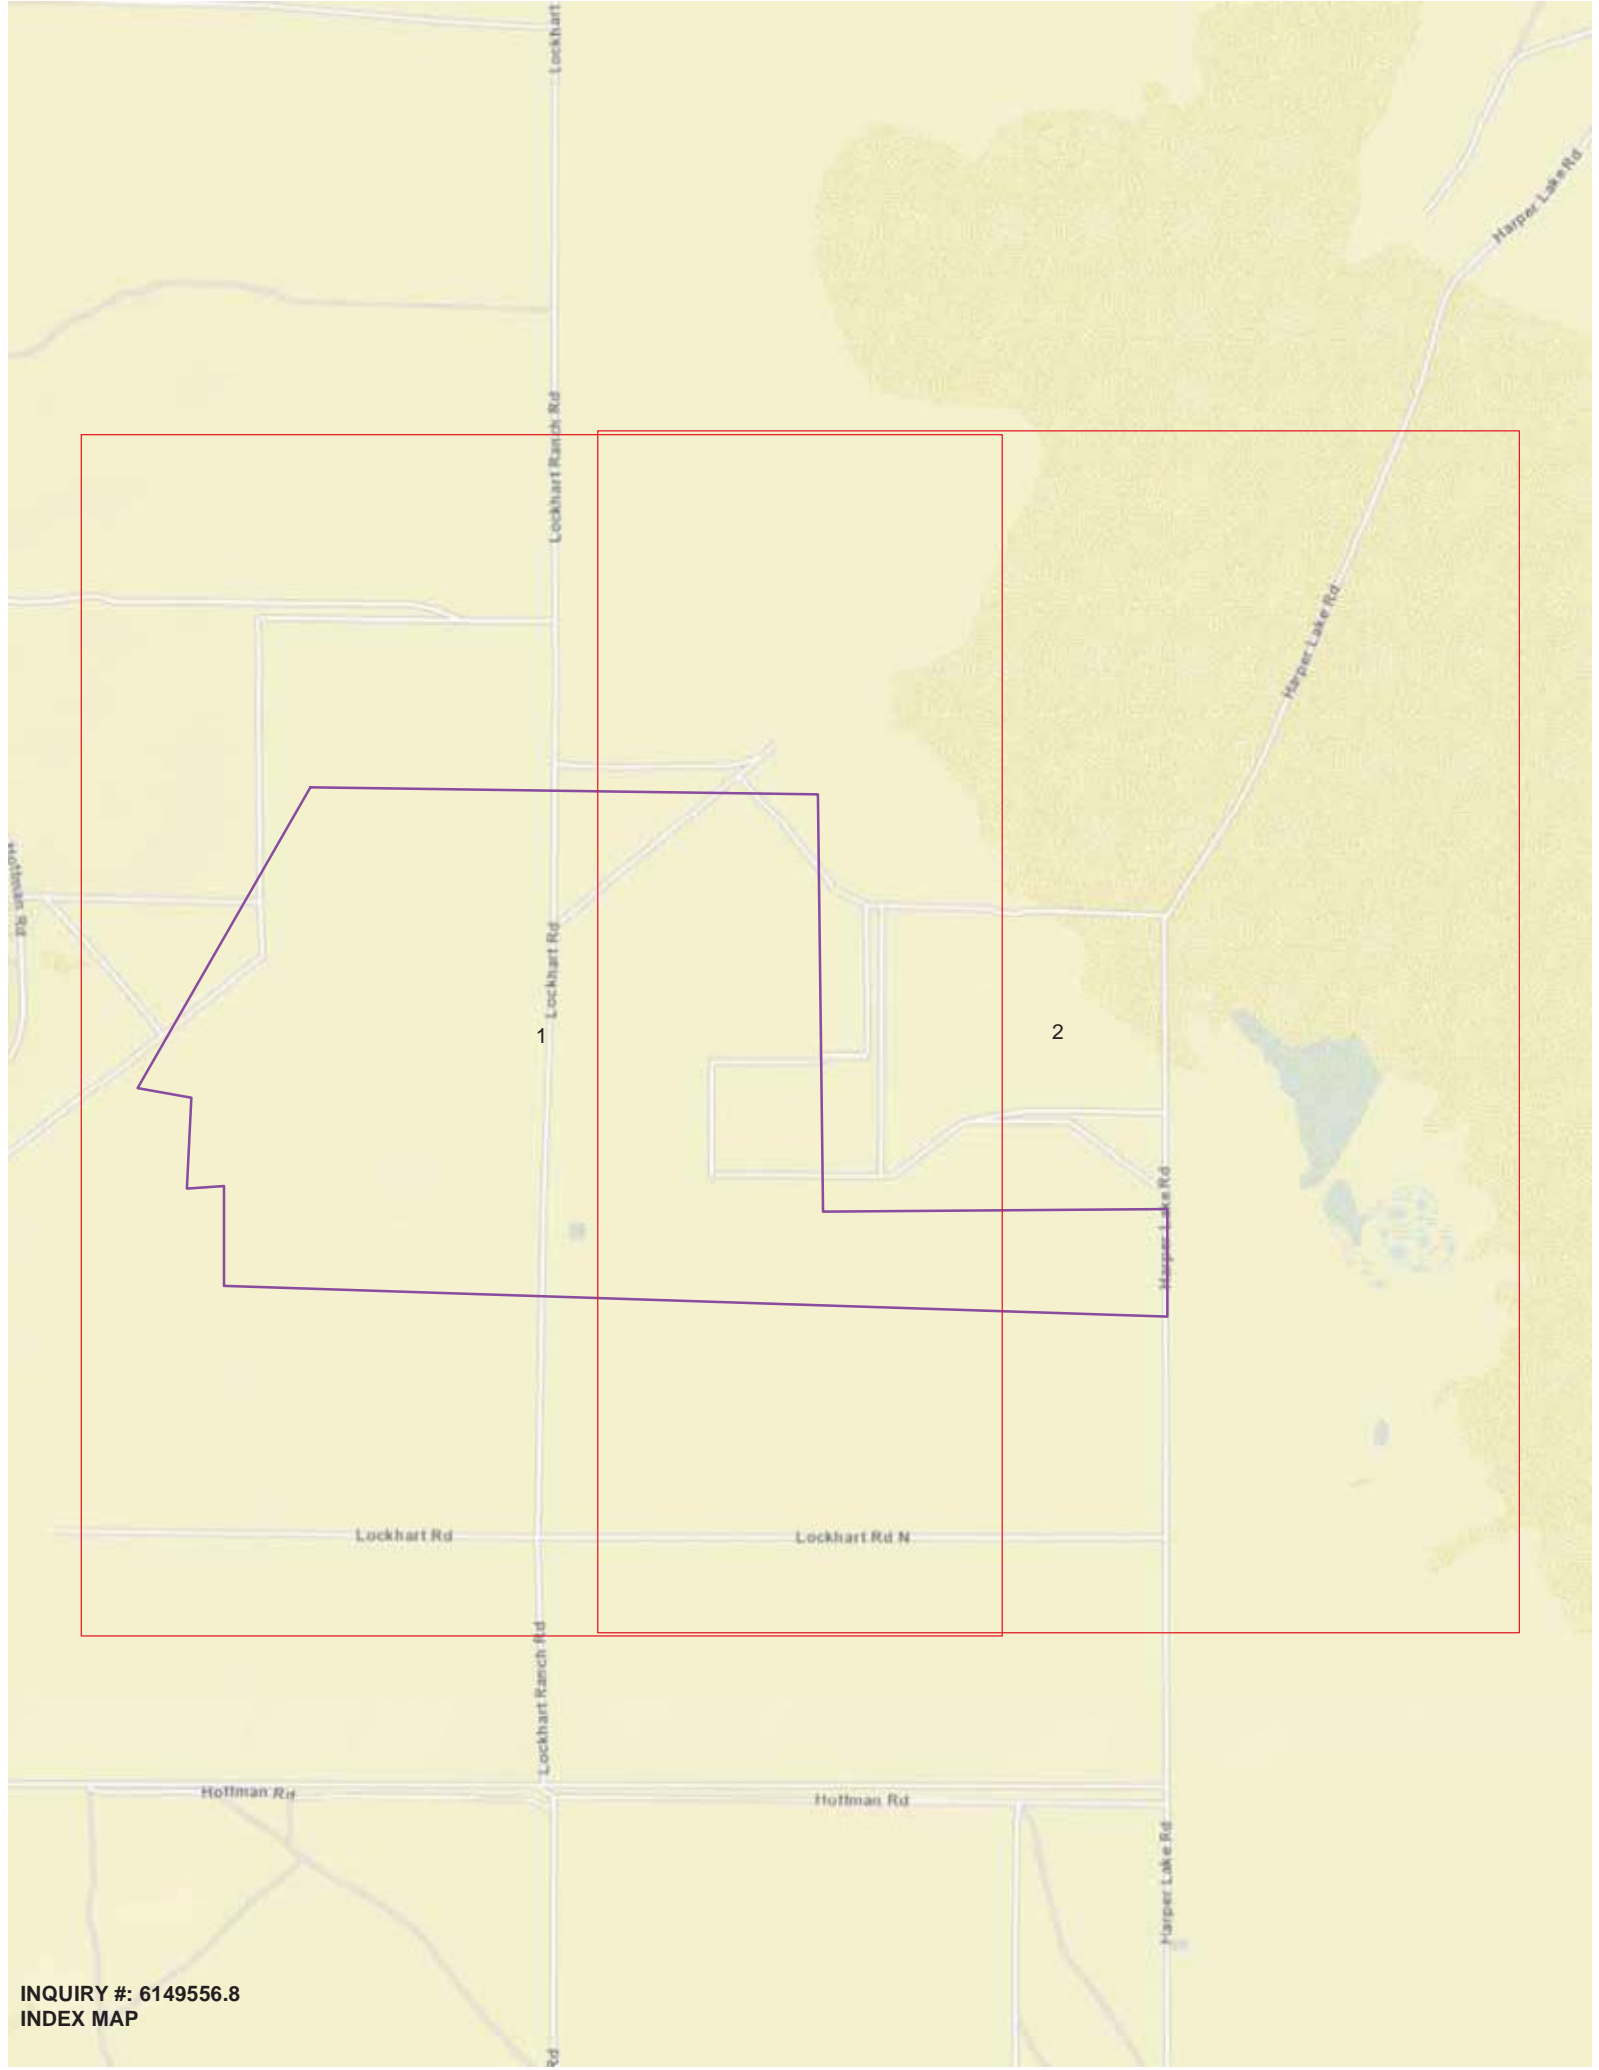 Lockhart
Harper Lake Rd
Lockhart Ranch Rd
Harper Lake Rd
Hoffman Rd
Lockhart Rd
1
2
Harper Lake Rd
Lockhart Rd
Lockhart Rd N
Lockhart Ranch Rd
Hoffman Rd
Hoffman Rd
Harper Lake Rd
INQUIRY #: 6149556.8
INDEX MAP
Rd